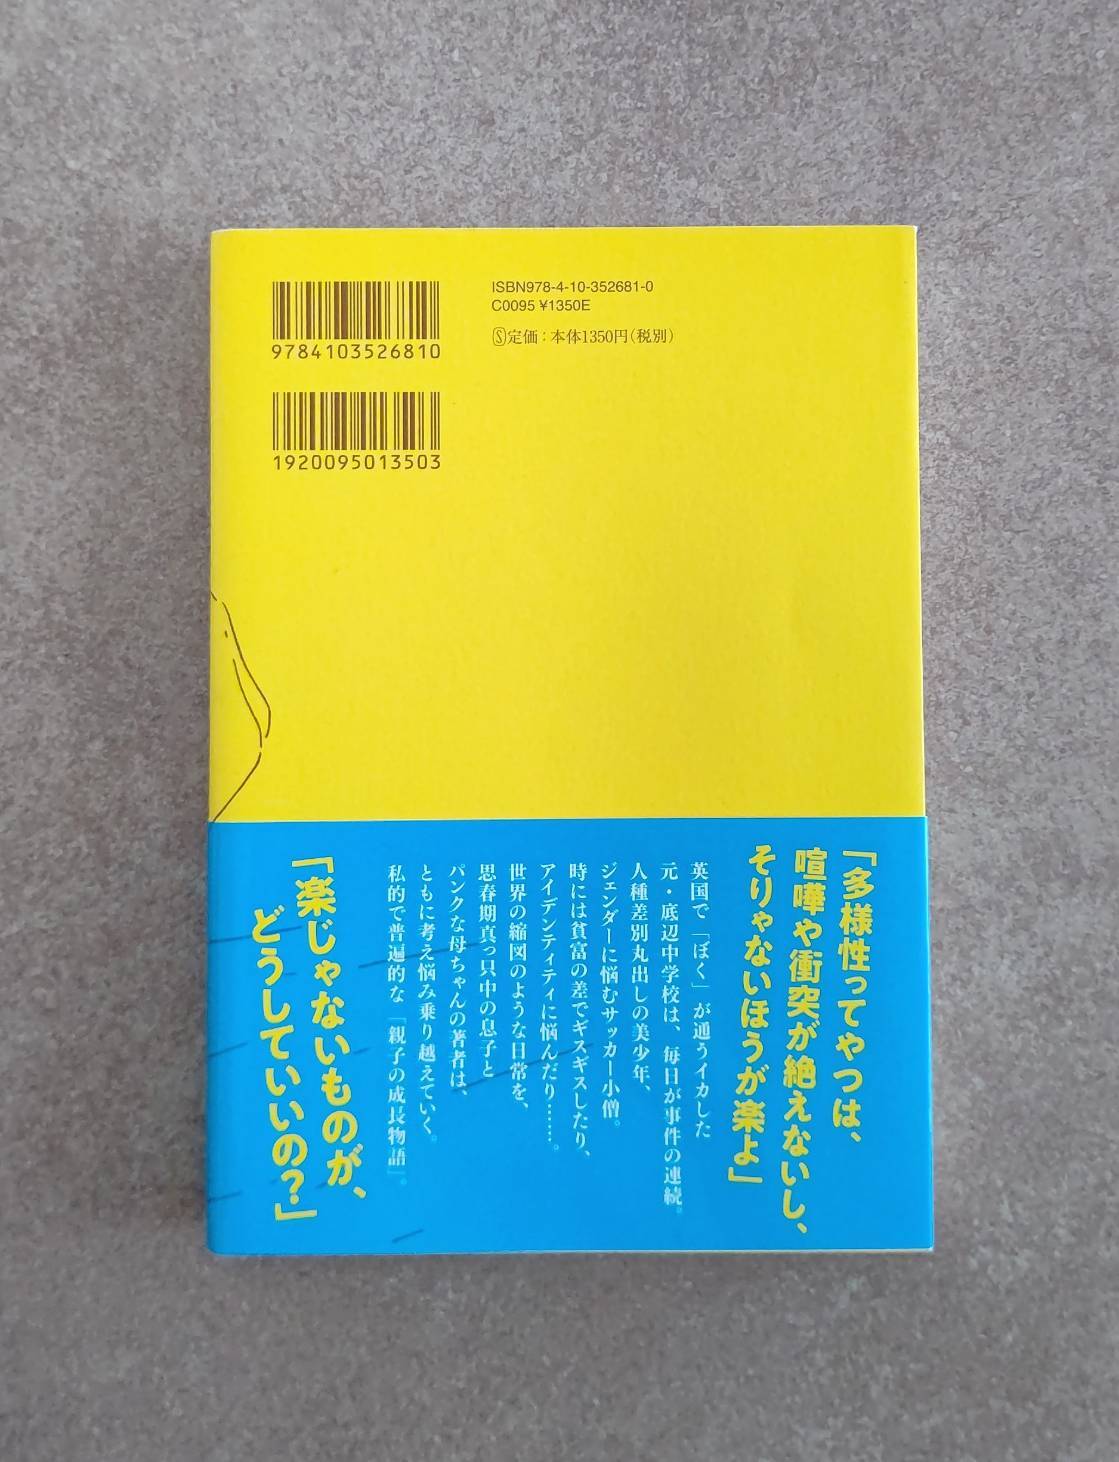 ISBN978-4-10-352681-0
C0095 ¥1350E
Ⓢ定価：本体1350円(税別)
9784103526810
1920095013503
「多様性ってやつは、
喧嘩や衝突が絶えないし、
そりゃないほうが楽よ」
英国で「ぼく」が通うイカした
元・底辺中学校は、毎日が事件の連続。
人種差別丸出しの美少年、
ジェンダーに悩むサッカー小僧。
時には貧富の差でギスギスしたり、
アイデンティティに悩んだり……。
世界の縮図のような日常を、
思春期真っ只中の息子と
パンクな母ちゃんの著者は、
ともに考え悩み乗り越えていく。
私的で普遍的な「親子の成長物語」。
「楽じゃないものが、
どうしていいの？」